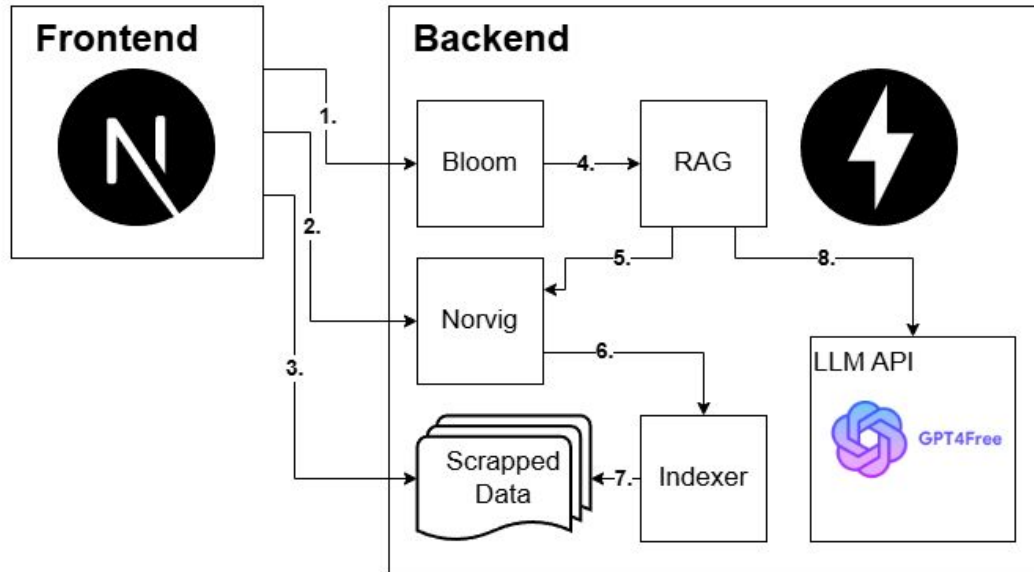 Frontend
Backend
1.
Bloom
4.
RAG
2.
5.
8.
Norvig
6.
3.
LLM API
GPT4Free
Scrapped
Data
7.
Indexer